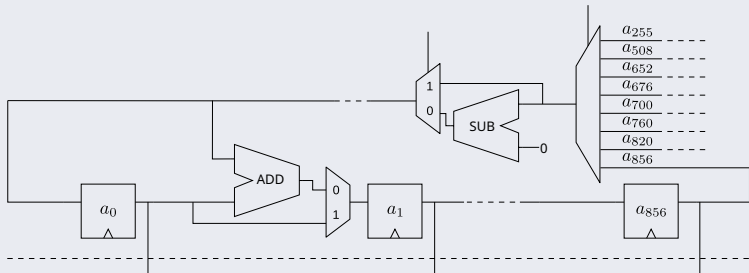 a₂₅₅
a₅₀₈
a₆₅₂
a₆₇₆
a₇₀₀
a₇₆₀
a₈₂₀
a₈₅₆
1
0
SUB
0
ADD
0
1
a₀
a₁
a₈₅₆